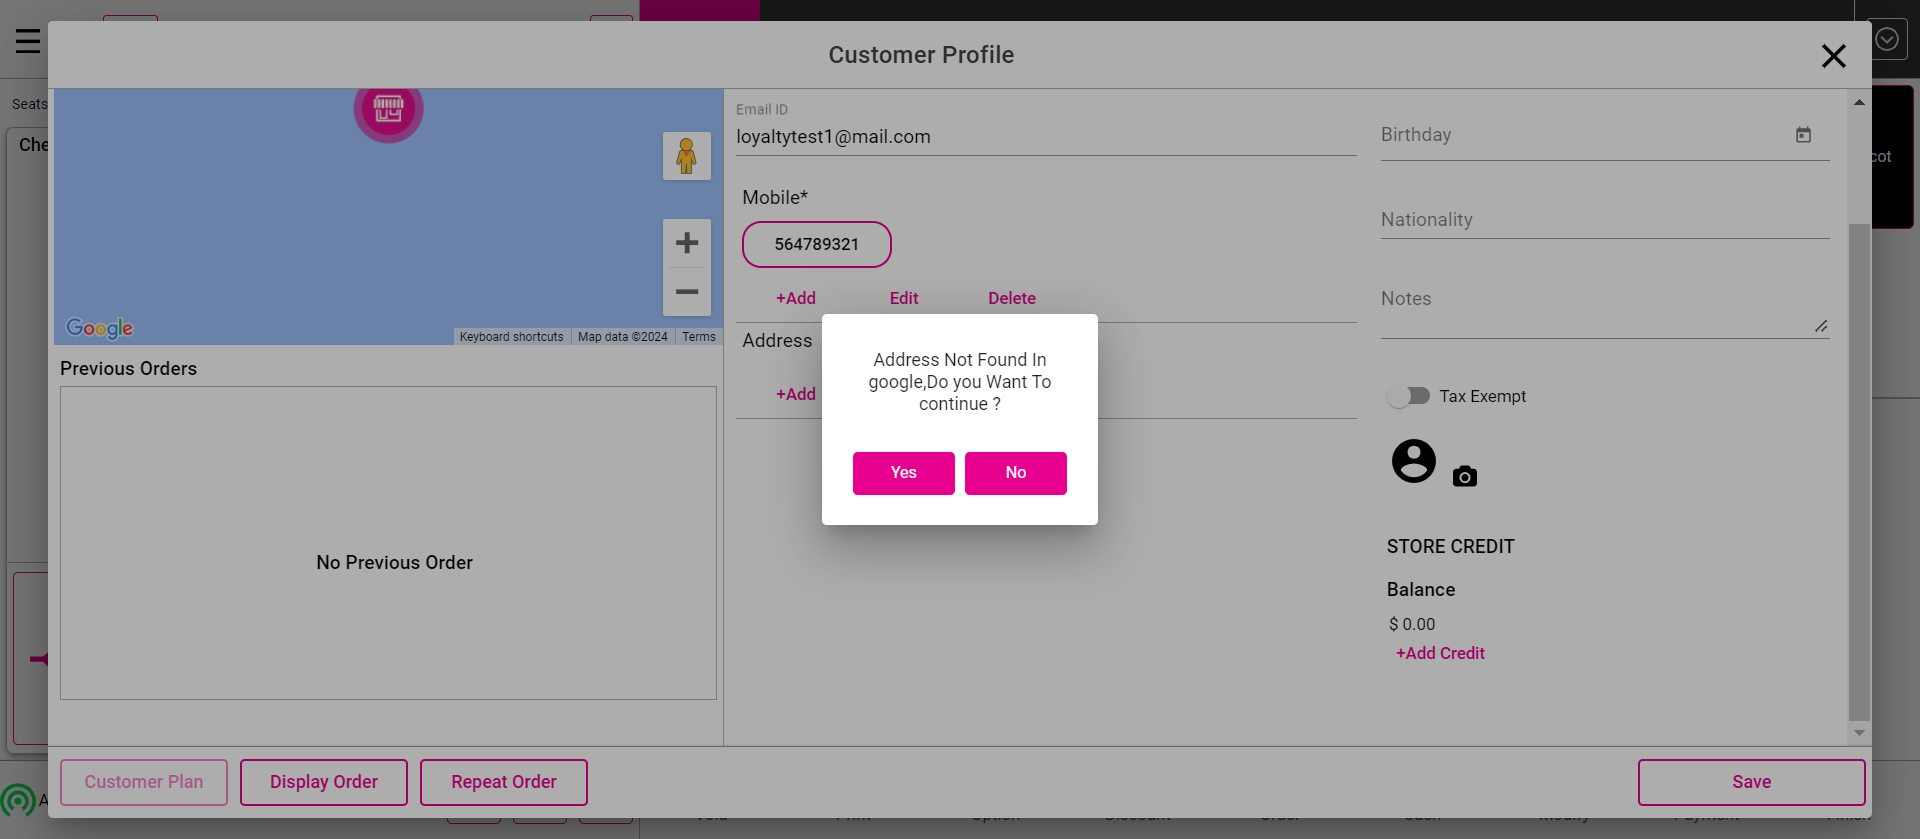 Customer Profile
Seats
Che
cot
Google
Keyboard shortcuts
Map data ©2024
Terms
Previous Orders
No Previous Order
Email ID
loyaltytest1@mail.com
Mobile*
564789321
+Add
Edit
Delete
Address
+Add
Birthday
Nationality
Notes
Tax Exempt
STORE CREDIT
Balance
$ 0.00
+Add Credit
Address Not Found In
google,Do you Want To
continue ?
Yes
No
Customer Plan
Display Order
Repeat Order
Save
A